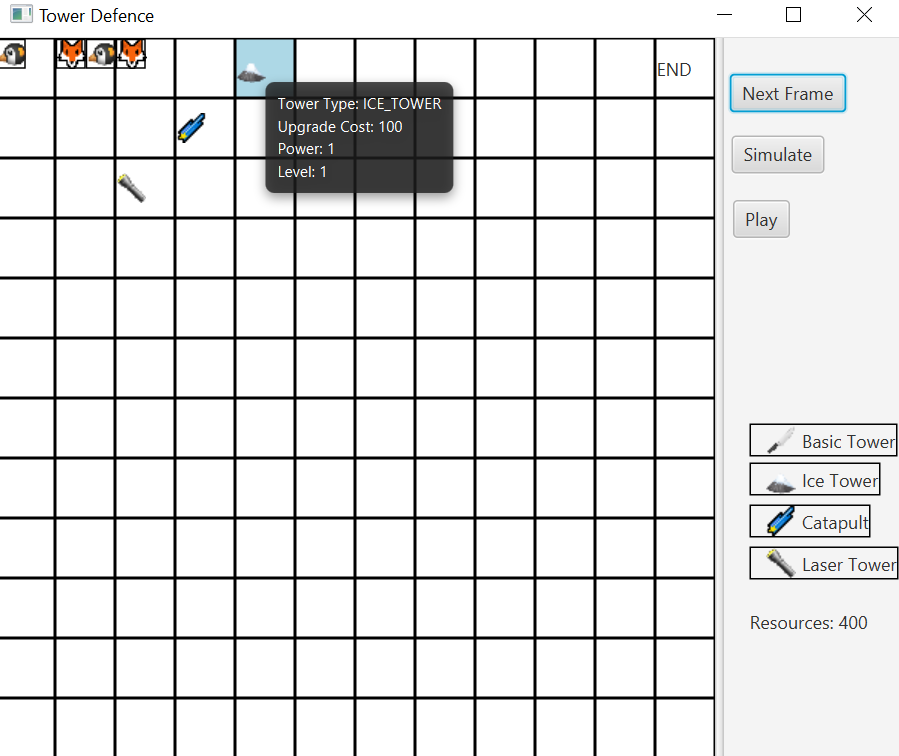 Tower Defence
END
Tower Type: ICE_TOWER
Upgrade Cost: 100
Power: 1
Level: 1
Next Frame
Simulate
Play
Basic Tower
Ice Tower
Catapult
Laser Tower
Resources: 400